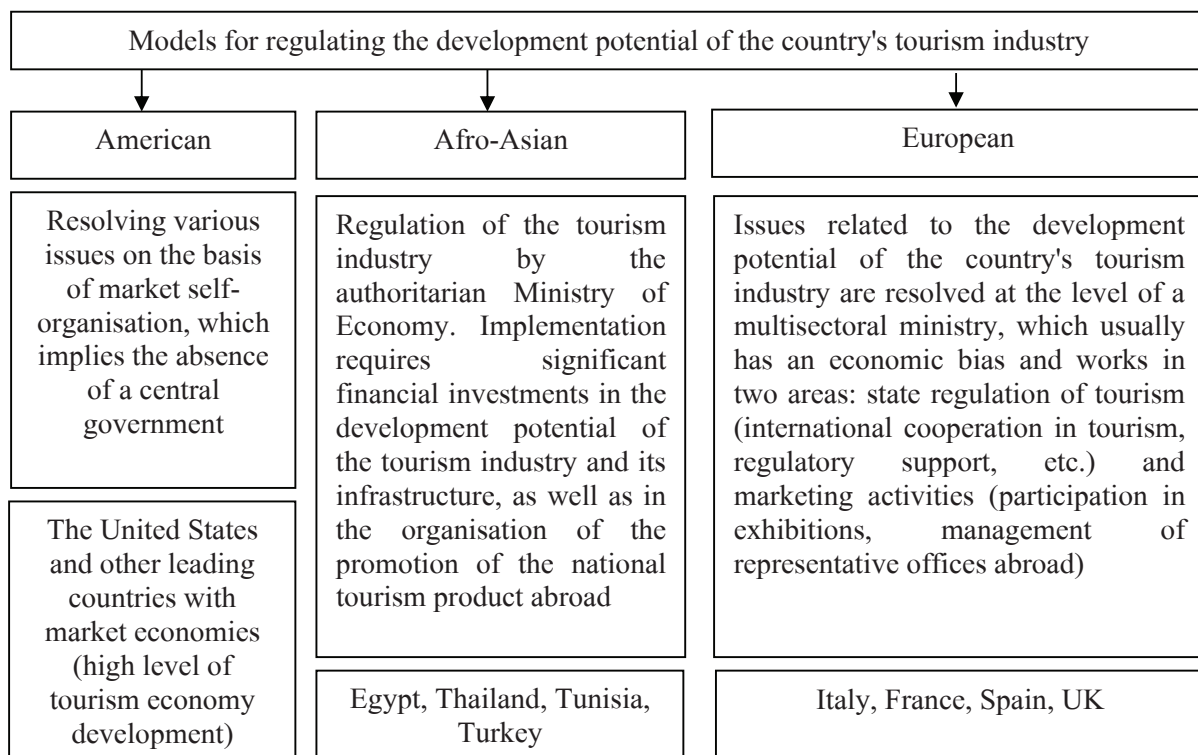 Models for regulating the development potential of the country's tourism industry
American
Afro-Asian
European
Resolving various
issues on the basis
of market self-
organisation, which
implies the absence
of a central
government
The United States
and other leading
countries with
market economies
(high level of
tourism economy
development)
Regulation of the tourism
industry by the
authoritarian Ministry of
Economy. Implementation
requires significant
financial investments in the
development potential of
the tourism industry and its
infrastructure, as well as in
the organisation of the
promotion of the national
tourism product abroad
Egypt, Thailand, Tunisia,
Turkey
Issues related to the development
potential of the country's tourism
industry are resolved at the level of a
multisectoral ministry, which usually
has an economic bias and works in
two areas: state regulation of tourism
(international cooperation in tourism,
regulatory support, etc.) and
marketing activities (participation in
exhibitions, management of
representative offices abroad)
Italy, France, Spain, UK